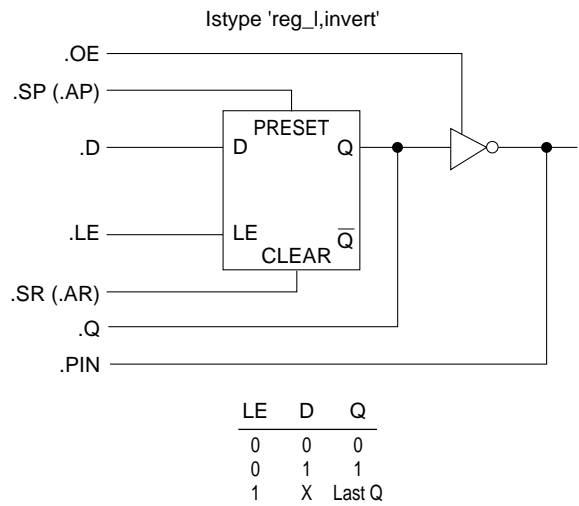 Istype 'reg_l,invert'
.OE
.SP (.AP)
PRESET
.D
D Q
.LE
LE Q̅
CLEAR
.SR (.AR)
.Q
.PIN
LE D Q
0 0 0
0 1 1
1 X Last Q